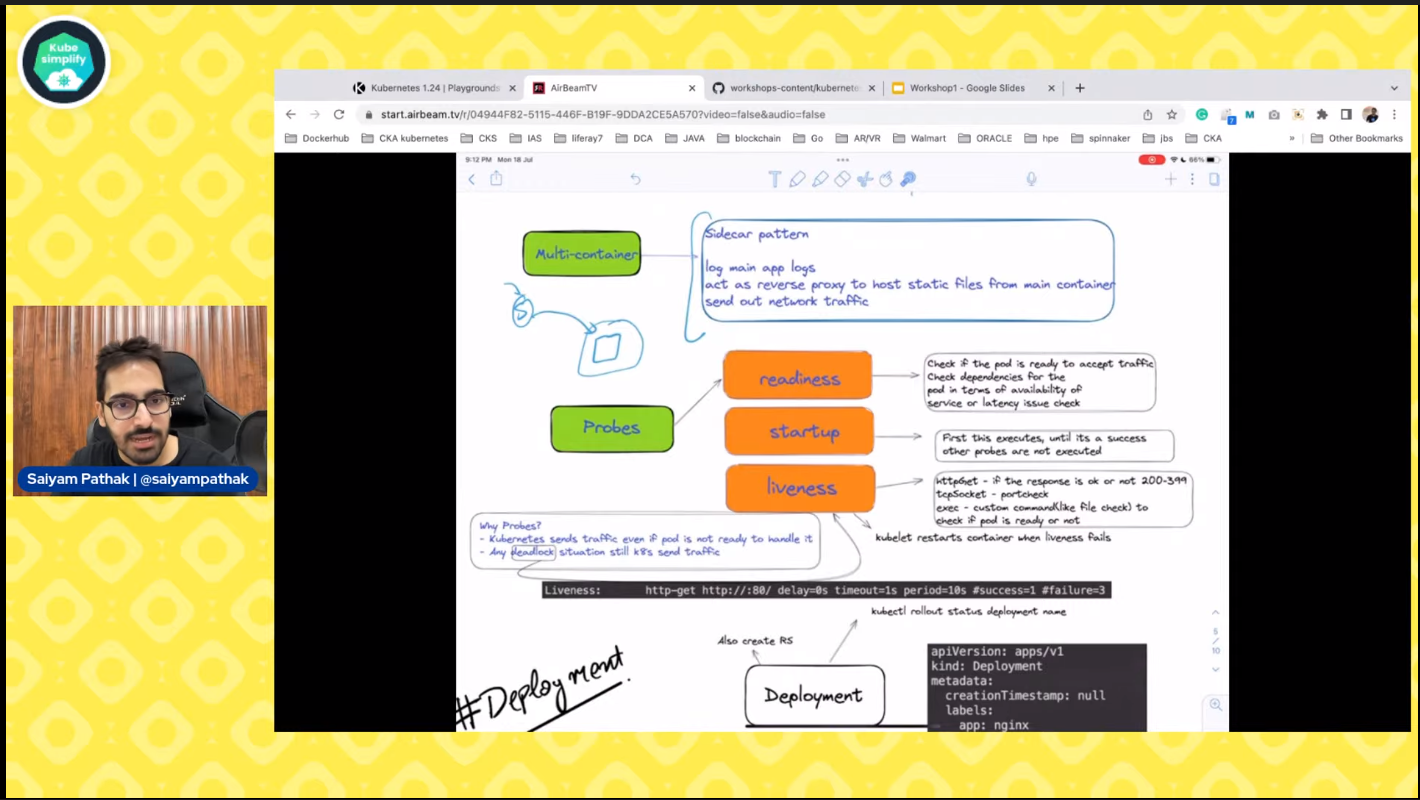 Kube
simplify
Kubernetes 1.24 | Playgrounds
AirBeamTV
workshops-content/kubernete
Workshop1 - Google Slides
start.airbeam.tv/r/04944F82-5115-446F-B19F-9DDA2CE5A570?video=false&audio=false
Dockerhub
CKA kubernetes
CKS
IAS
liferay7
DCA
JAVA
blockchain
Go
AR/VR
Walmart
ORACLE
hpe
spinnaker
jbs
CKA
»
Other Bookmarks
9:12 PM Mon 18 Jul
66%
Multi-container
Sidecar pattern
log main app logs
act as reverse proxy to host static files from main container
send out network traffic
S
Probes
readiness
Check if the pod is ready to accept traffic
Check dependencies for the
pod in terms of availability of
service or latency issue check
startup
First this executes, until its a success
other probes are not executed
liveness
httpGet - if the response is ok or not 200-399
tcpSocket - portcheck
exec - custom command(like file check) to
check if pod is ready or not
kubelet restarts container when liveness fails
Why Probes?
- Kubernetes sends traffic even if pod is not ready to handle it
- Any deadlock situation still k8s send traffic
Liveness: http-get http://:80/ delay=0s timeout=1s period=10s #success=1 #failure=3
kubectl rollout status deployment name
Also create RS
#Deployment.
Deployment
apiVersion: apps/v1
kind: Deployment
metadata:
creationTimestamp: null
labels:
app: nginx
5
/
10
Saiyam Pathak | @saiyampathak